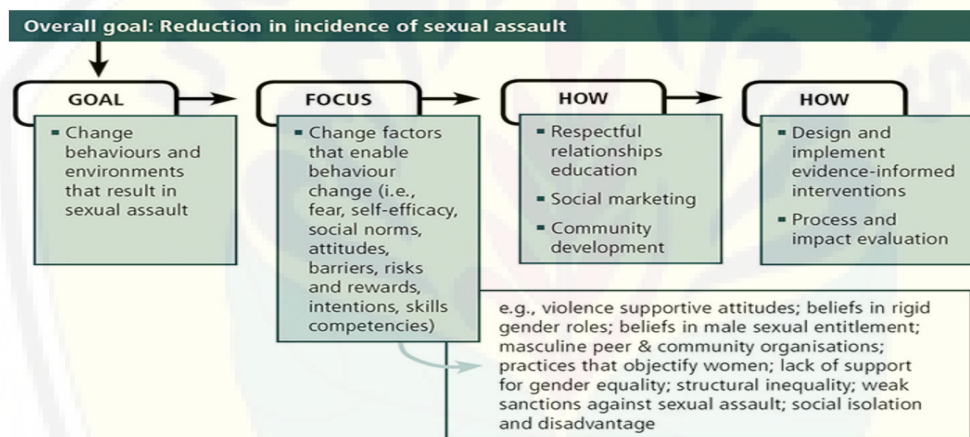 Overall goal: Reduction in incidence of sexual assault
GOAL
▪ Change
behaviours and
environments
that result in
sexual assault
FOCUS
▪ Change factors
that enable
behaviour
change (i.e.,
fear, self-efficacy,
social norms,
attitudes,
barriers, risks
and rewards,
intentions, skills
competencies)
HOW
▪ Respectful
relationships
education
▪ Social marketing
▪ Community
development
HOW
▪ Design and
implement
evidence-informed
interventions
▪ Process and
impact evaluation
e.g., violence supportive attitudes; beliefs in rigid
gender roles; beliefs in male sexual entitlement;
masculine peer & community organisations;
practices that objectify women; lack of support
for gender equality; structural inequality; weak
sanctions against sexual assault; social isolation
and disadvantage